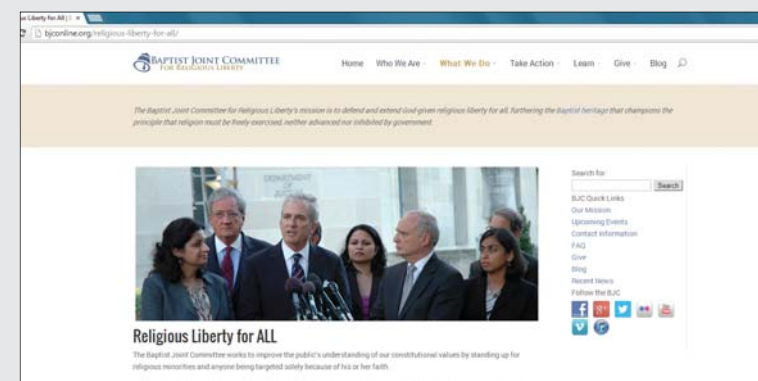 us Liberty for All | B ×
bjconline.org/religious-liberty-for-all/
BAPTIST JOINT COMMITTEE
FOR RELIGIOUS LIBERTY
Home Who We Are What We Do Take Action Learn Give Blog
The Baptist Joint Committee for Religious Liberty's mission is to defend and extend God-given religious liberty for all, furthering the Baptist heritage that champions the
principle that religion must be freely exercised, neither advanced nor inhibited by government.
DEPARTMENT
OF
JUSTICE
Search for:
Search
BJC Quick Links
Our Mission
Upcoming Events
Contact Information
FAQ
Give
Blog
Recent News
Follow the BJC
Religious Liberty for ALL
The Baptist Joint Committee works to improve the public's understanding of our constitutional values by standing up for
religious minorities and anyone being targeted solely because of his or her faith.